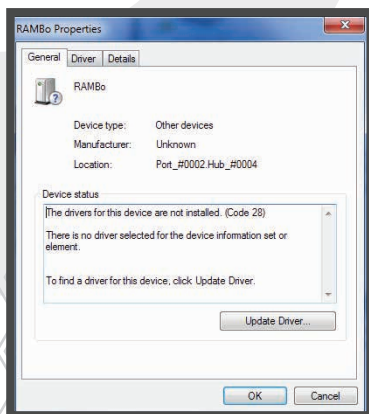 RAMBo Properties
General Driver Details
RAMBo
Device type: Other devices
Manufacturer: Unknown
Location: Port_#0002.Hub_#0004
Device status
The drivers for this device are not installed. (Code 28)
There is no driver selected for the device information set or
element.
To find a driver for this device, click Update Driver.
Update Driver...
OK Cancel